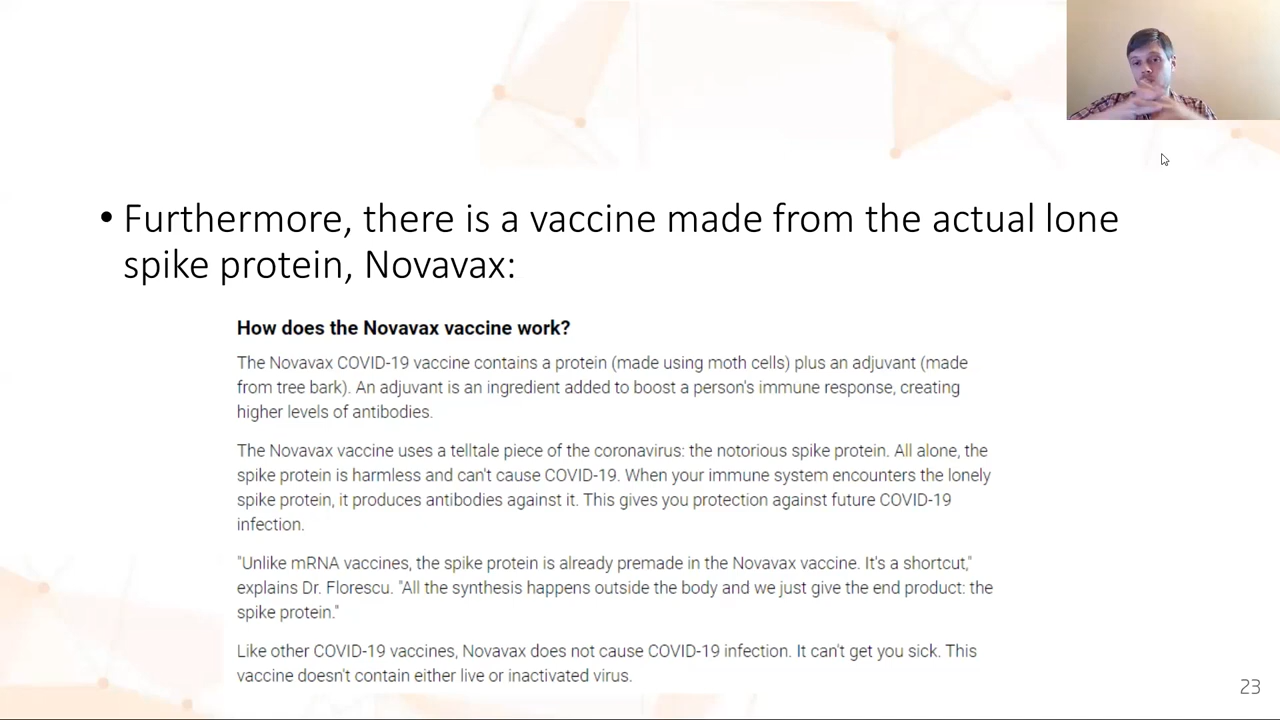 • Furthermore, there is a vaccine made from the actual lone
spike protein, Novavax:
How does the Novavax vaccine work?
The Novavax COVID-19 vaccine contains a protein (made using moth cells) plus an adjuvant (made
from tree bark). An adjuvant is an ingredient added to boost a person's immune response, creating
higher levels of antibodies.
The Novavax vaccine uses a telltale piece of the coronavirus: the notorious spike protein. All alone, the
spike protein is harmless and can't cause COVID-19. When your immune system encounters the lonely
spike protein, it produces antibodies against it. This gives you protection against future COVID-19
infection.
"Unlike mRNA vaccines, the spike protein is already premade in the Novavax vaccine. It's a shortcut,"
explains Dr. Florescu. "All the synthesis happens outside the body and we just give the end product: the
spike protein."
Like other COVID-19 vaccines, Novavax does not cause COVID-19 infection. It can't get you sick. This
vaccine doesn't contain either live or inactivated virus.
23